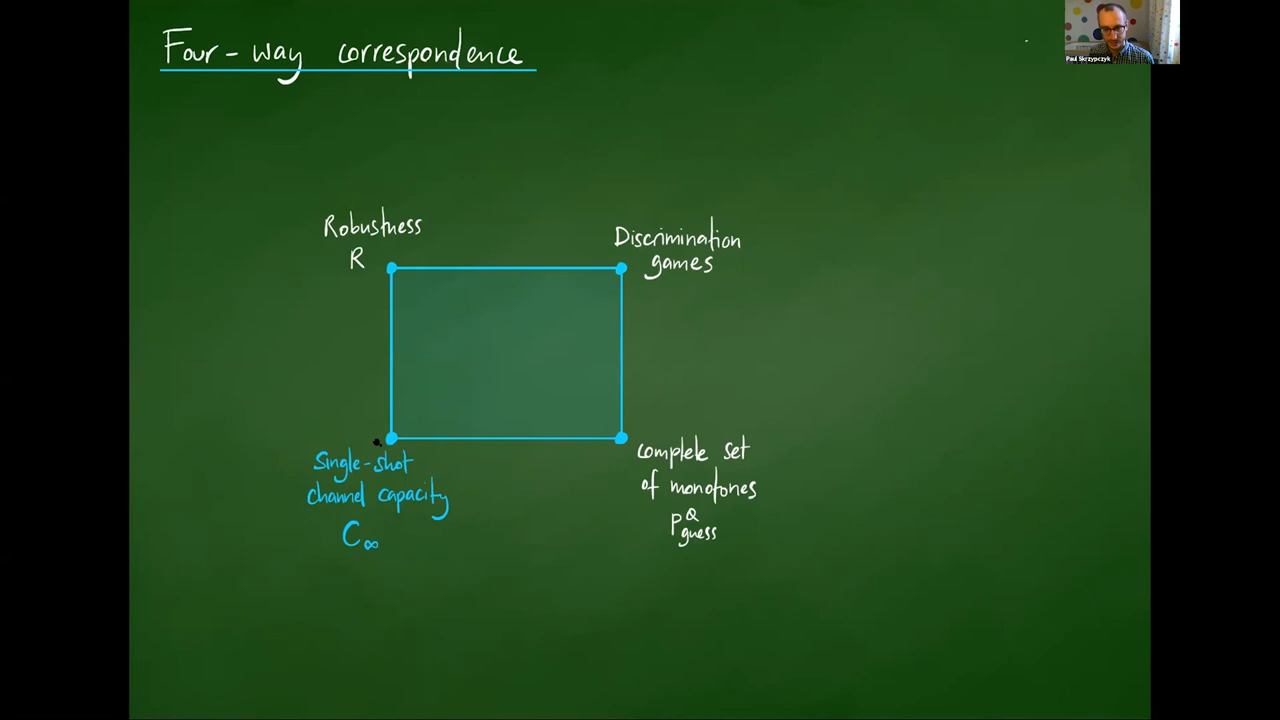 Four-way correspondence
Paul Skrzypczyk
Robustness
R
Discrimination
games
Single-shot
channel capacity
C∞
complete set
of monotones
P^Q_guess